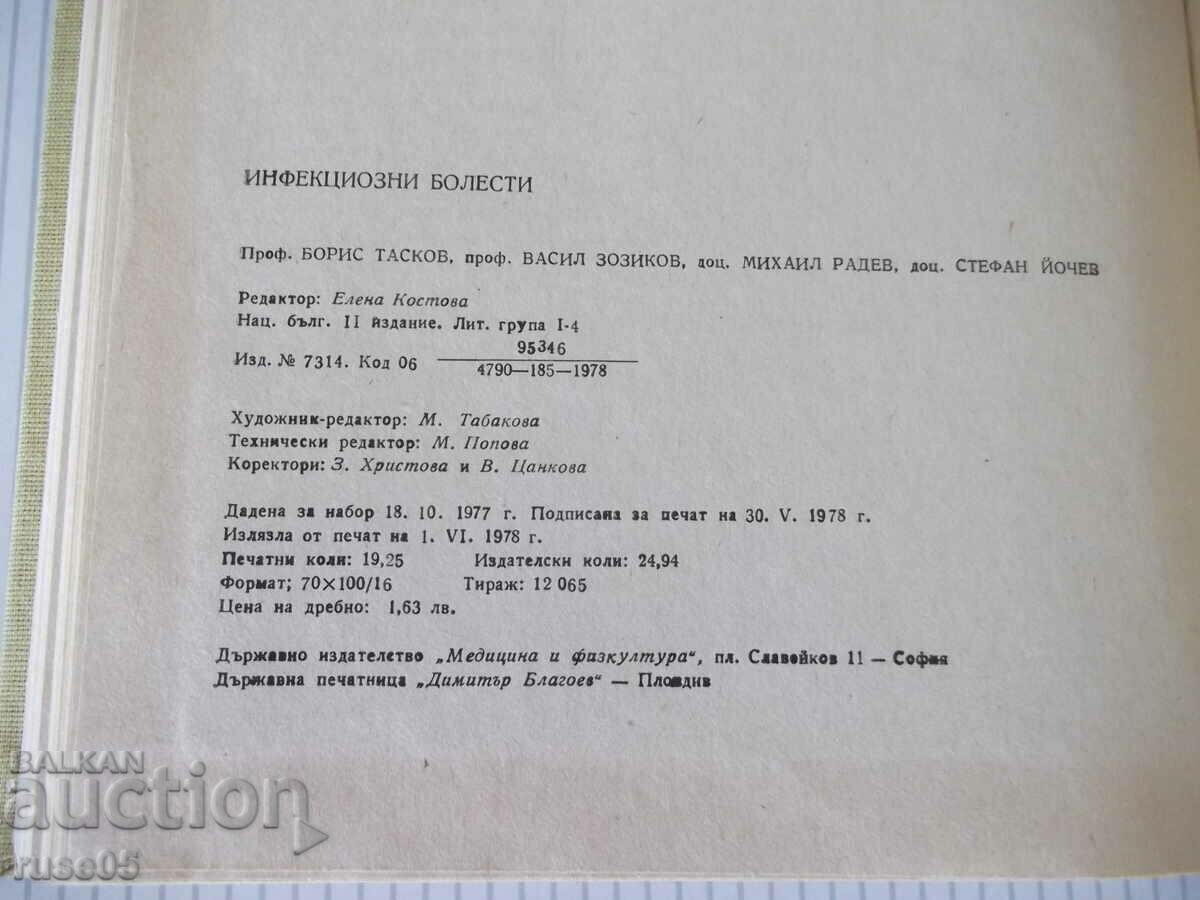 ИНФЕКЦИОЗНИ БОЛЕСТИ
Проф. БОРИС ТАСКОВ, проф. ВАСИЛ ЗОЗИКОВ, доц. МИХАИЛ РАДЕВ, доц. СТЕФАН ЙОЧЕВ
Редактор: Елена Костова
Нац. бълг. II издание. Лит. група I-4
95346
Изд. № 7314. Код 06
4790—185—1978
Художник-редактор: М. Табакова
Технически редактор: М. Попова
Коректори: З. Христова и В. Цанкова
Дадена за набор 18. 10. 1977 г. Подписана за печат на 30. V. 1978 г.
Излязла от печат на 1. VI. 1978 г.
Печатни коли: 19,25 Издателски коли: 24,94
Формат; 70×100/16 Тираж: 12 065
Цена на дребно: 1,63 лв.
Държавно издателство „Медицина и физкултура“, пл. Славейков 11 — София
Държавна печатница „Димитър Благоев“ — Пловдив
BALKAN
auction
ruse05